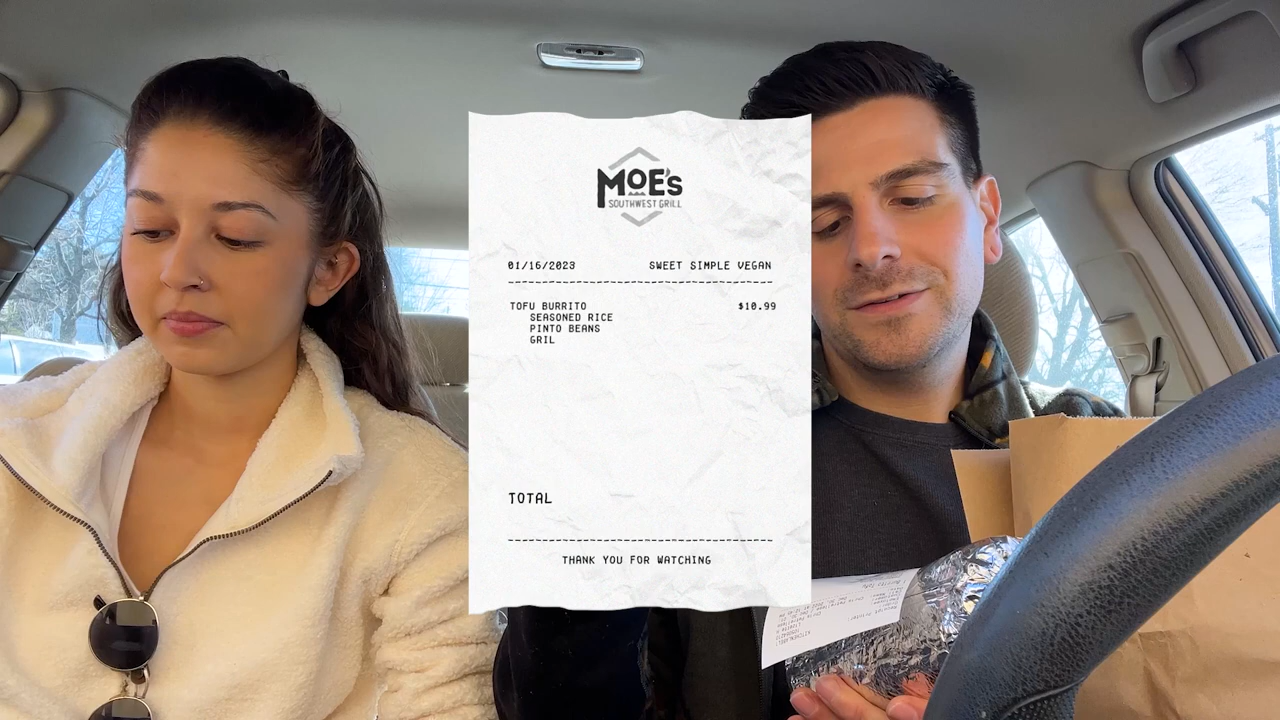 MOE'S
SOUTHWEST GRILL
01/16/2023 SWEET SIMPLE VEGAN
TOFU BURRITO $10.99
SEASONED RICE
PINTO BEANS
GRIL
TOTAL
THANK YOU FOR WATCHING